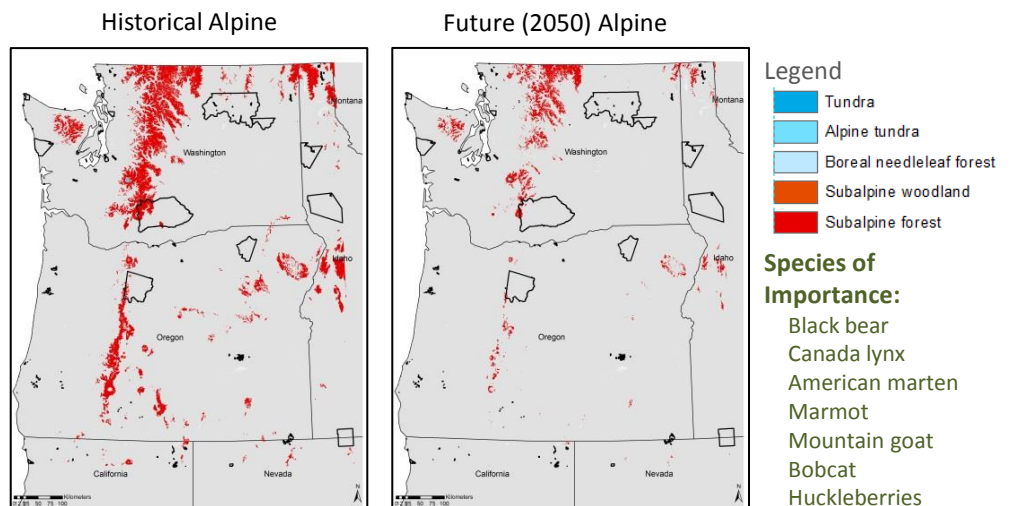 Historical Alpine
Future (2050) Alpine
Montana
Washington
Idaho
Oregon
California
Nevada
Kilometers
N
Montana
Washington
Idaho
Oregon
California
Nevada
Kilometers
N
Legend
Tundra
Alpine tundra
Boreal needleleaf forest
Subalpine woodland
Subalpine forest
Species of
Importance:
Black bear
Canada lynx
American marten
Marmot
Mountain goat
Bobcat
Huckleberries